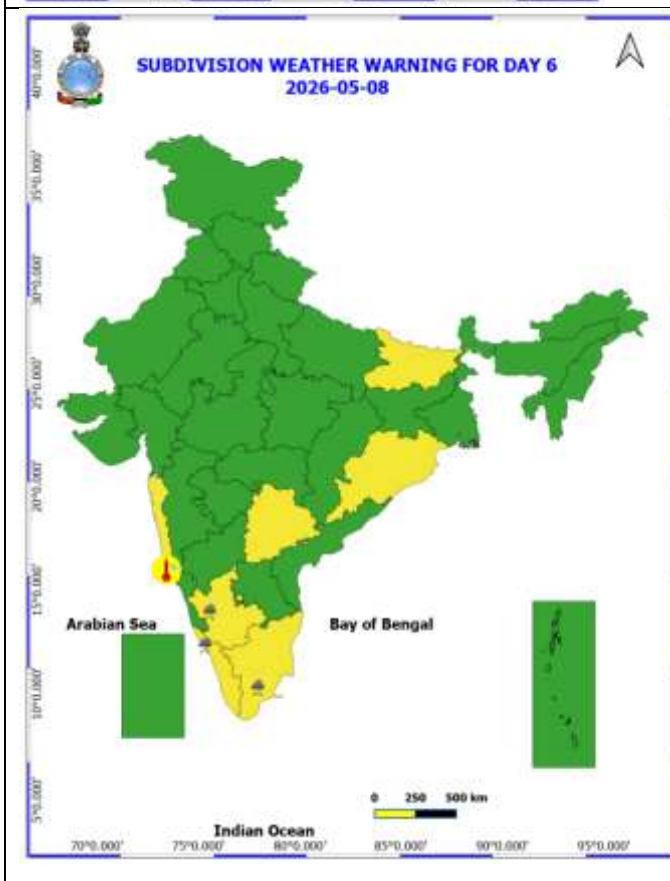 SUBDIVISION WEATHER WARNING FOR DAY 6
2026-05-08
40°0.000'
35°0.000'
30°0.000'
25°0.000'
20°0.000'
15°0.000'
10°0.000'
5°0.000'
Arabian Sea
Bay of Bengal
0 250 500 km
Indian Ocean
70°0.000' 75°0.000' 80°0.000' 85°0.000' 90°0.000' 95°0.000'